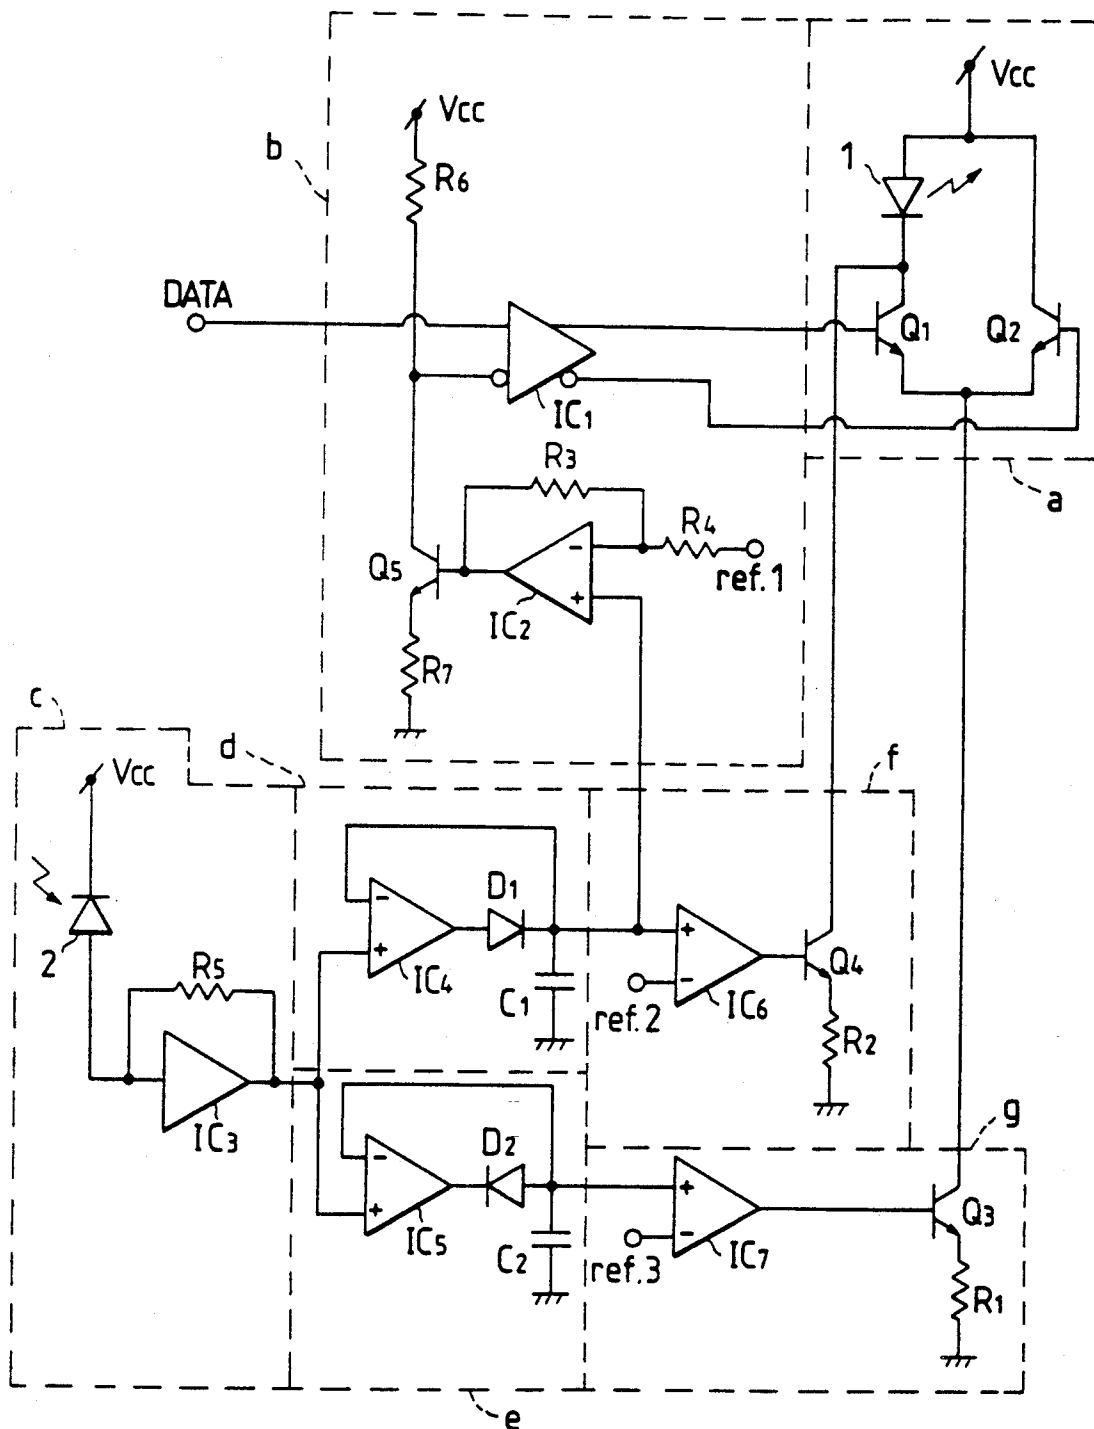 Vcc
Vcc
b
R6
1
DATA
Q1
Q2
IC1
R3
a
R4
Q5
ref.1
IC2
R7
c
d
f
Vcc
D1
2
R5
IC4
Q4
C1
ref.2
IC6
R2
IC3
g
D2
Q3
IC5
C2
ref.3
IC7
R1
e